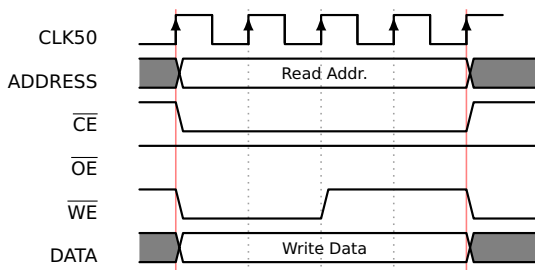 CLK50
ADDRESS Read Addr.
CE
OE
WE
DATA Write Data